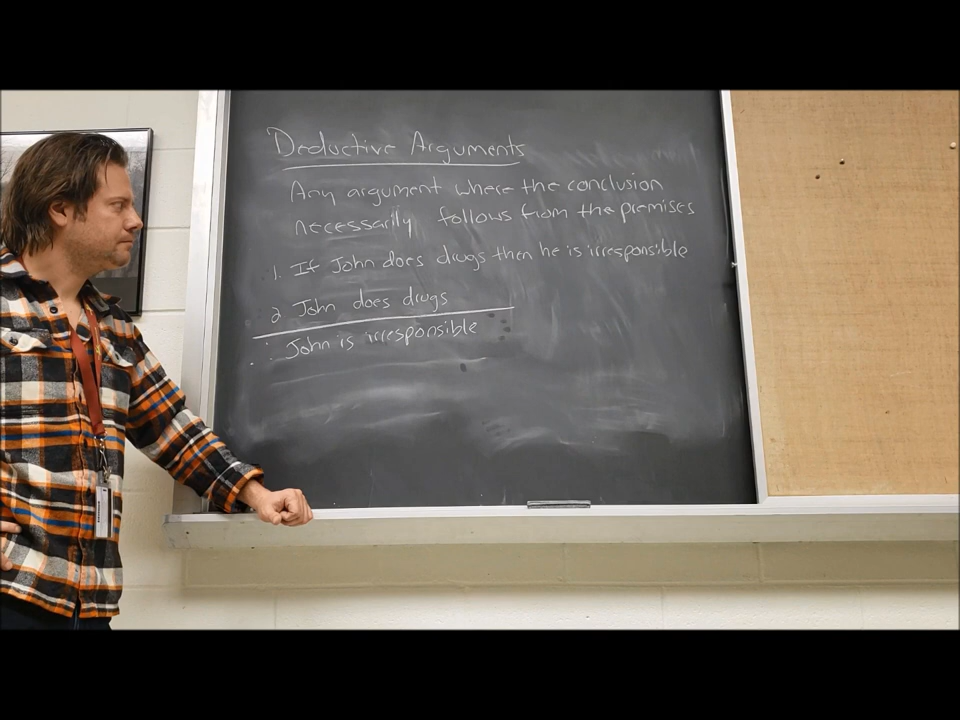 Deductive Arguments
Any argument where the conclusion
necessarily follows from the premises
1. If John does drugs then he is irresponsible
2 John does drugs
∴ John is irresponsible